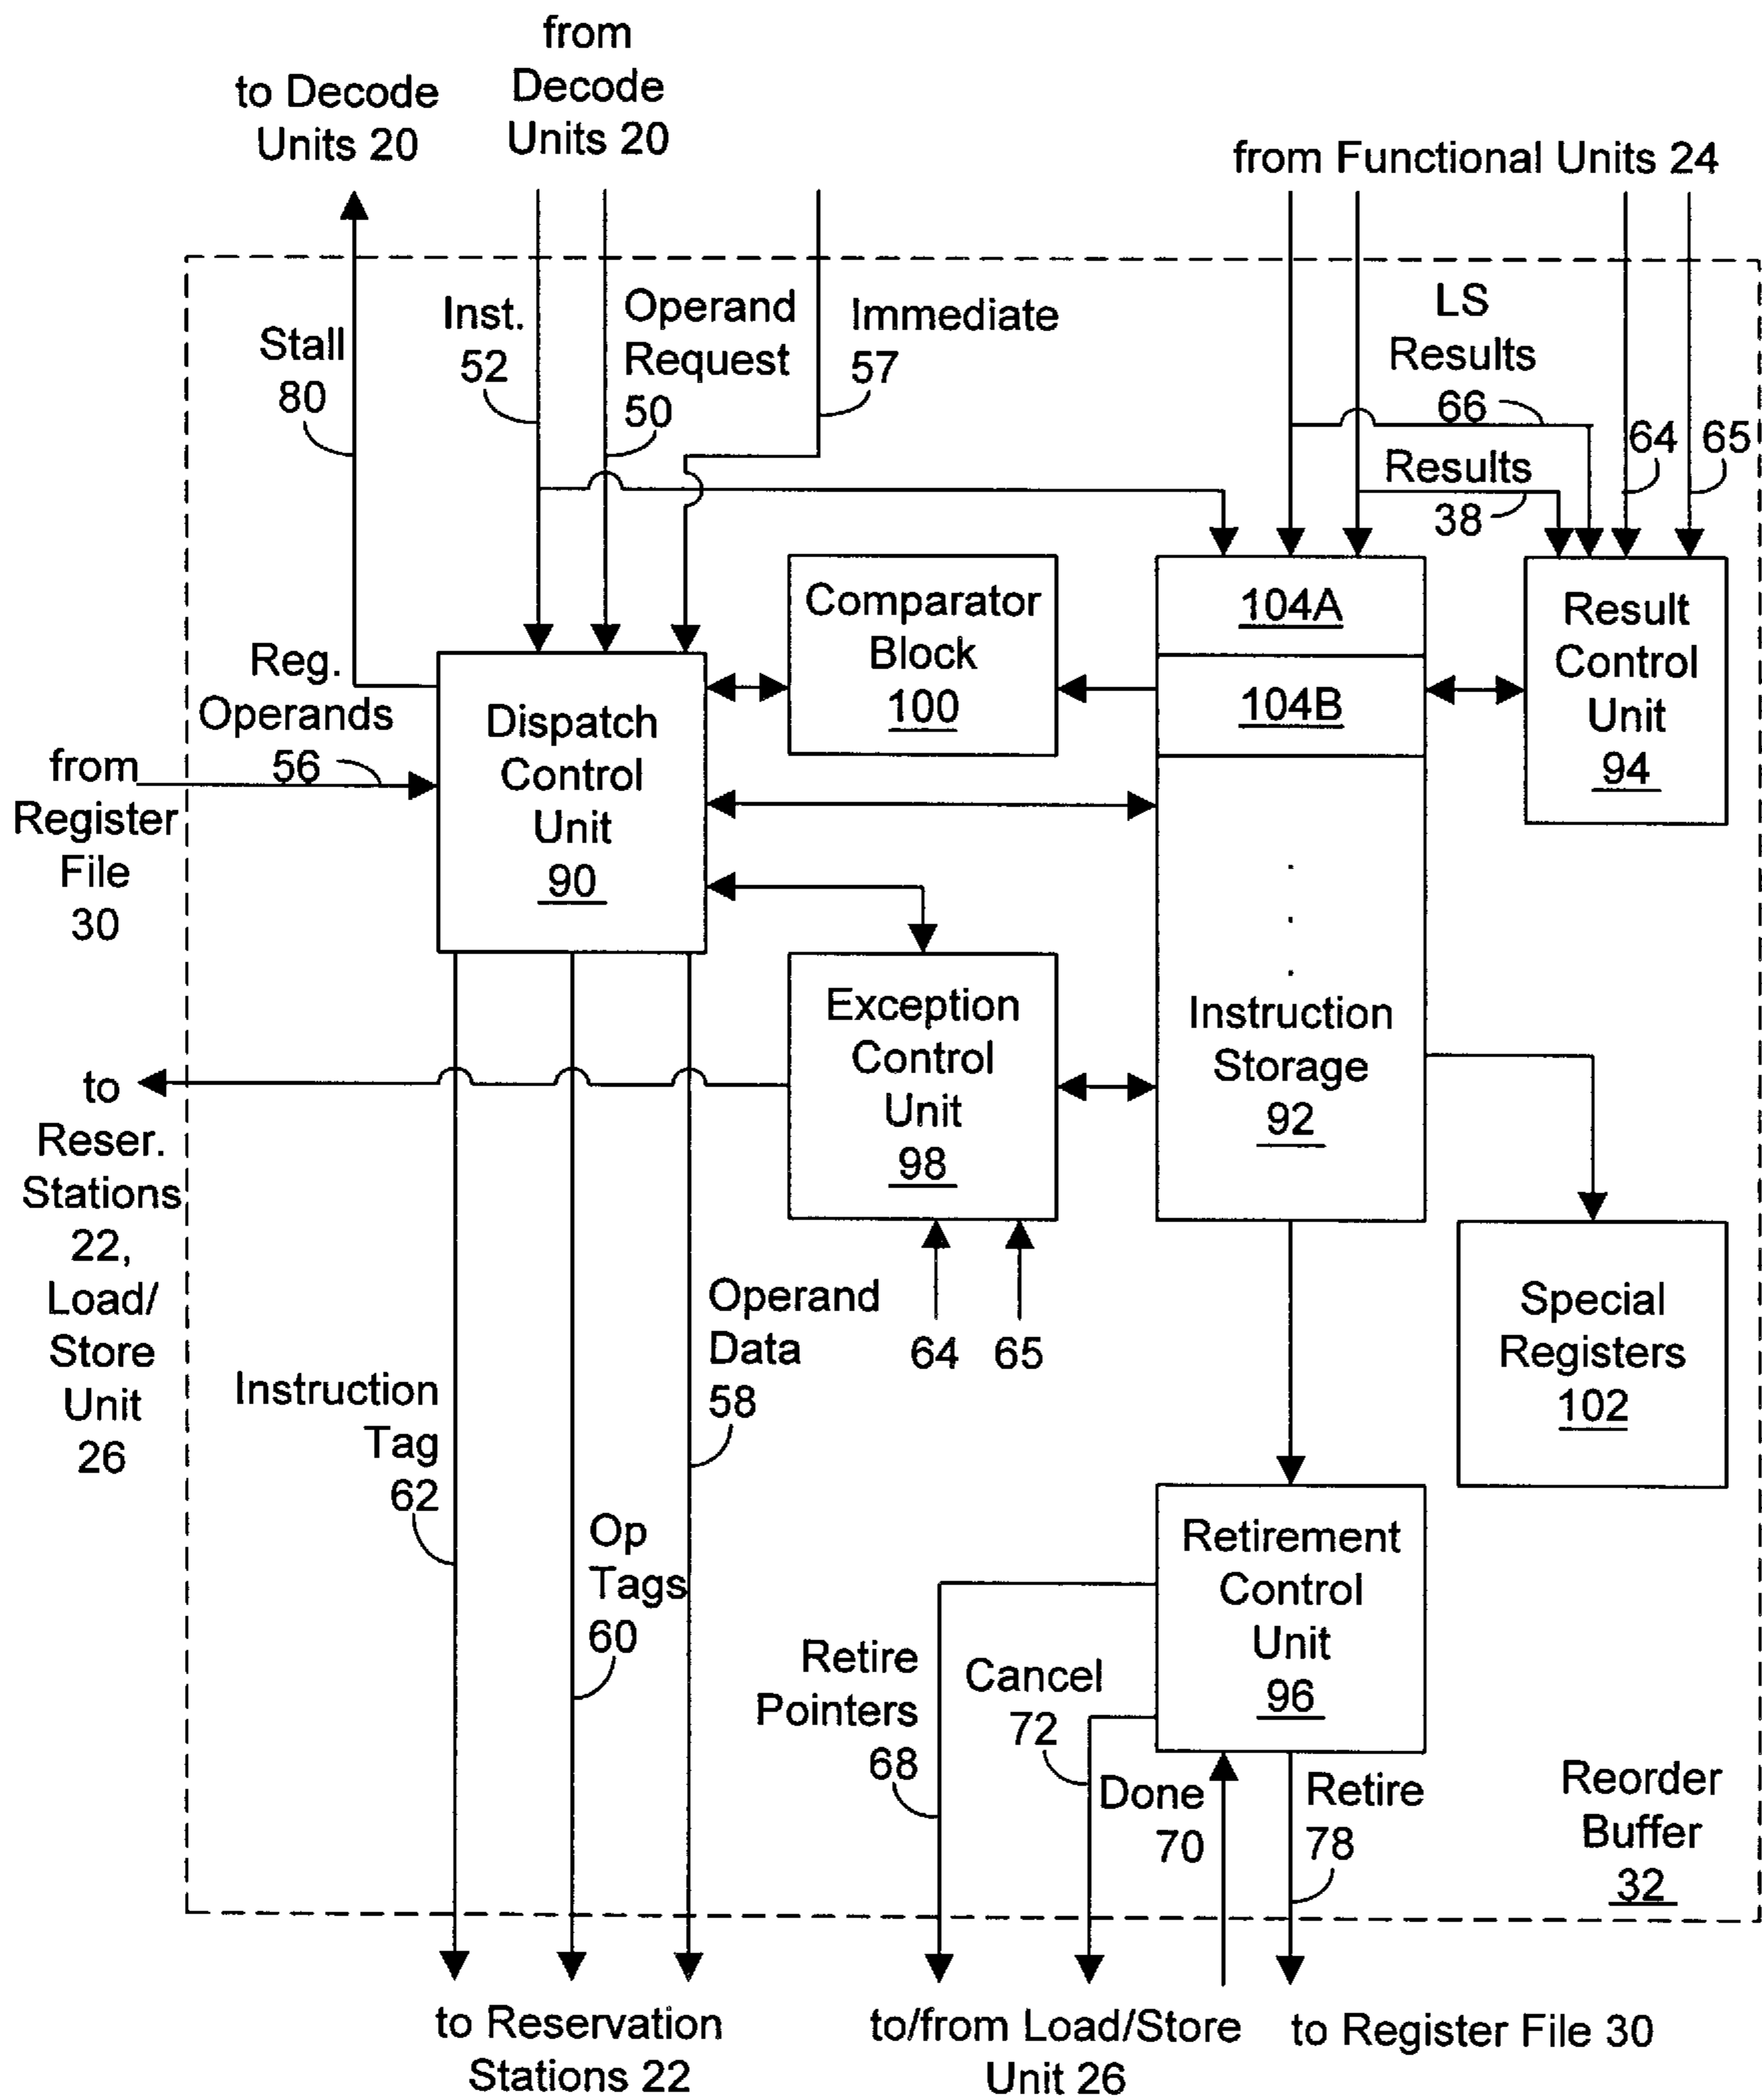 from
Decode
Units 20
to Decode
Units 20
from Functional Units 24
Stall
80
Inst.
52
Operand
Request
50
Immediate
57
LS
Results
66
Results
38
64
65
Reg.
Operands
56
from
Register
File
30
Dispatch
Control
Unit
90
Comparator
Block
100
104A
104B
.
.
.
Instruction
Storage
92
Result
Control
Unit
94
Exception
Control
Unit
98
64 65
to
Reser.
Stations
22,
Load/
Store
Unit
26
Special
Registers
102
Instruction
Tag
62
Op
Tags
60
Operand
Data
58
Retirement
Control
Unit
96
Retire
Pointers
68
Cancel
72
Done
70
Retire
78
Reorder
Buffer
32
to Reservation
Stations 22
to/from Load/Store
Unit 26
to Register File 30